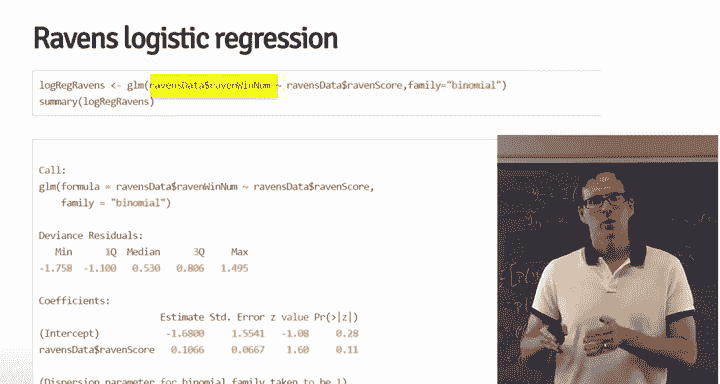 Ravens logistic regression
logRegRavens <- glm(ravensData$ravenWinNum ~ ravensData$ravenScore,family="binomial")
summary(logRegRavens)
Call:
glm(formula = ravensData$ravenWinNum ~ ravensData$ravenScore,
family = "binomial")
Deviance Residuals:
Min 1Q Median 3Q Max
-1.758 -1.100 0.530 0.806 1.495
Coefficients:
Estimate Std. Error z value Pr(>|z|)
(Intercept) -1.6800 1.5541 -1.08 0.28
ravensData$ravenScore 0.1066 0.0667 1.60 0.11
(Dispersion parameter for binomial family taken to be 1)